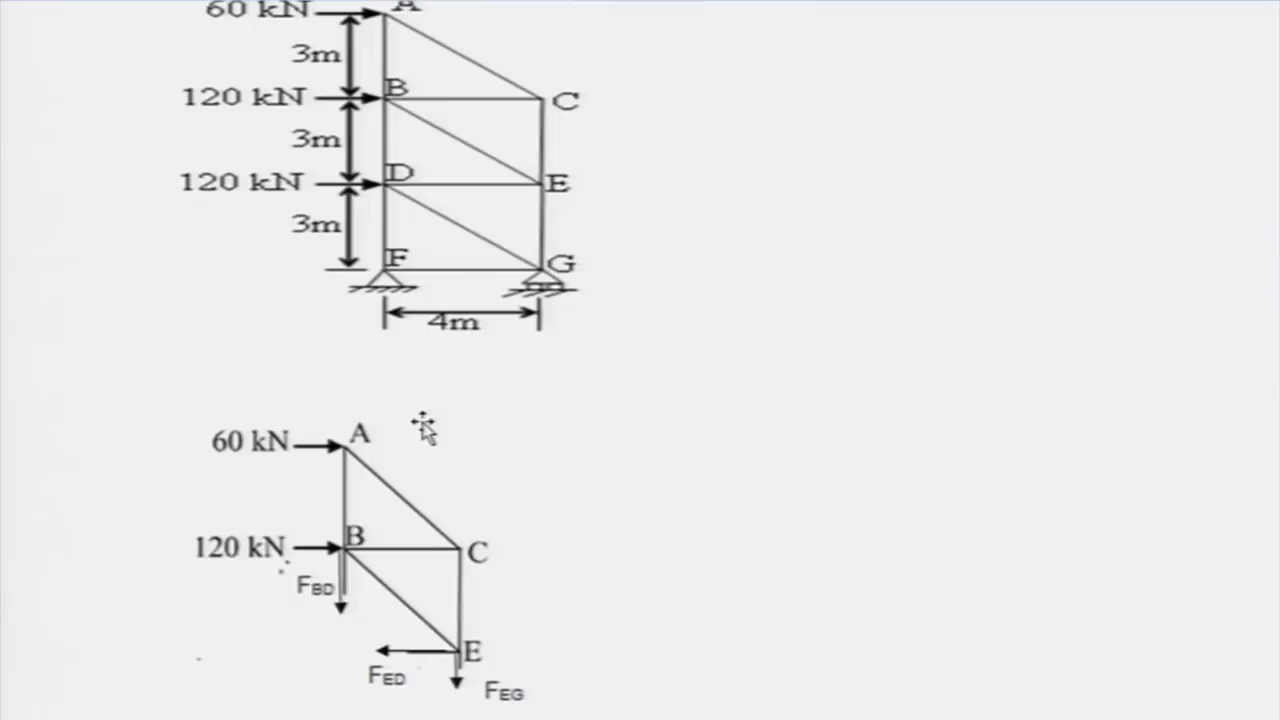 60 kN A
3m
B
120 kN C
3m
D
120 kN E
3m
F
G
4m
A
60 kN
B
120 kN C
FBD
E
FED
FEG